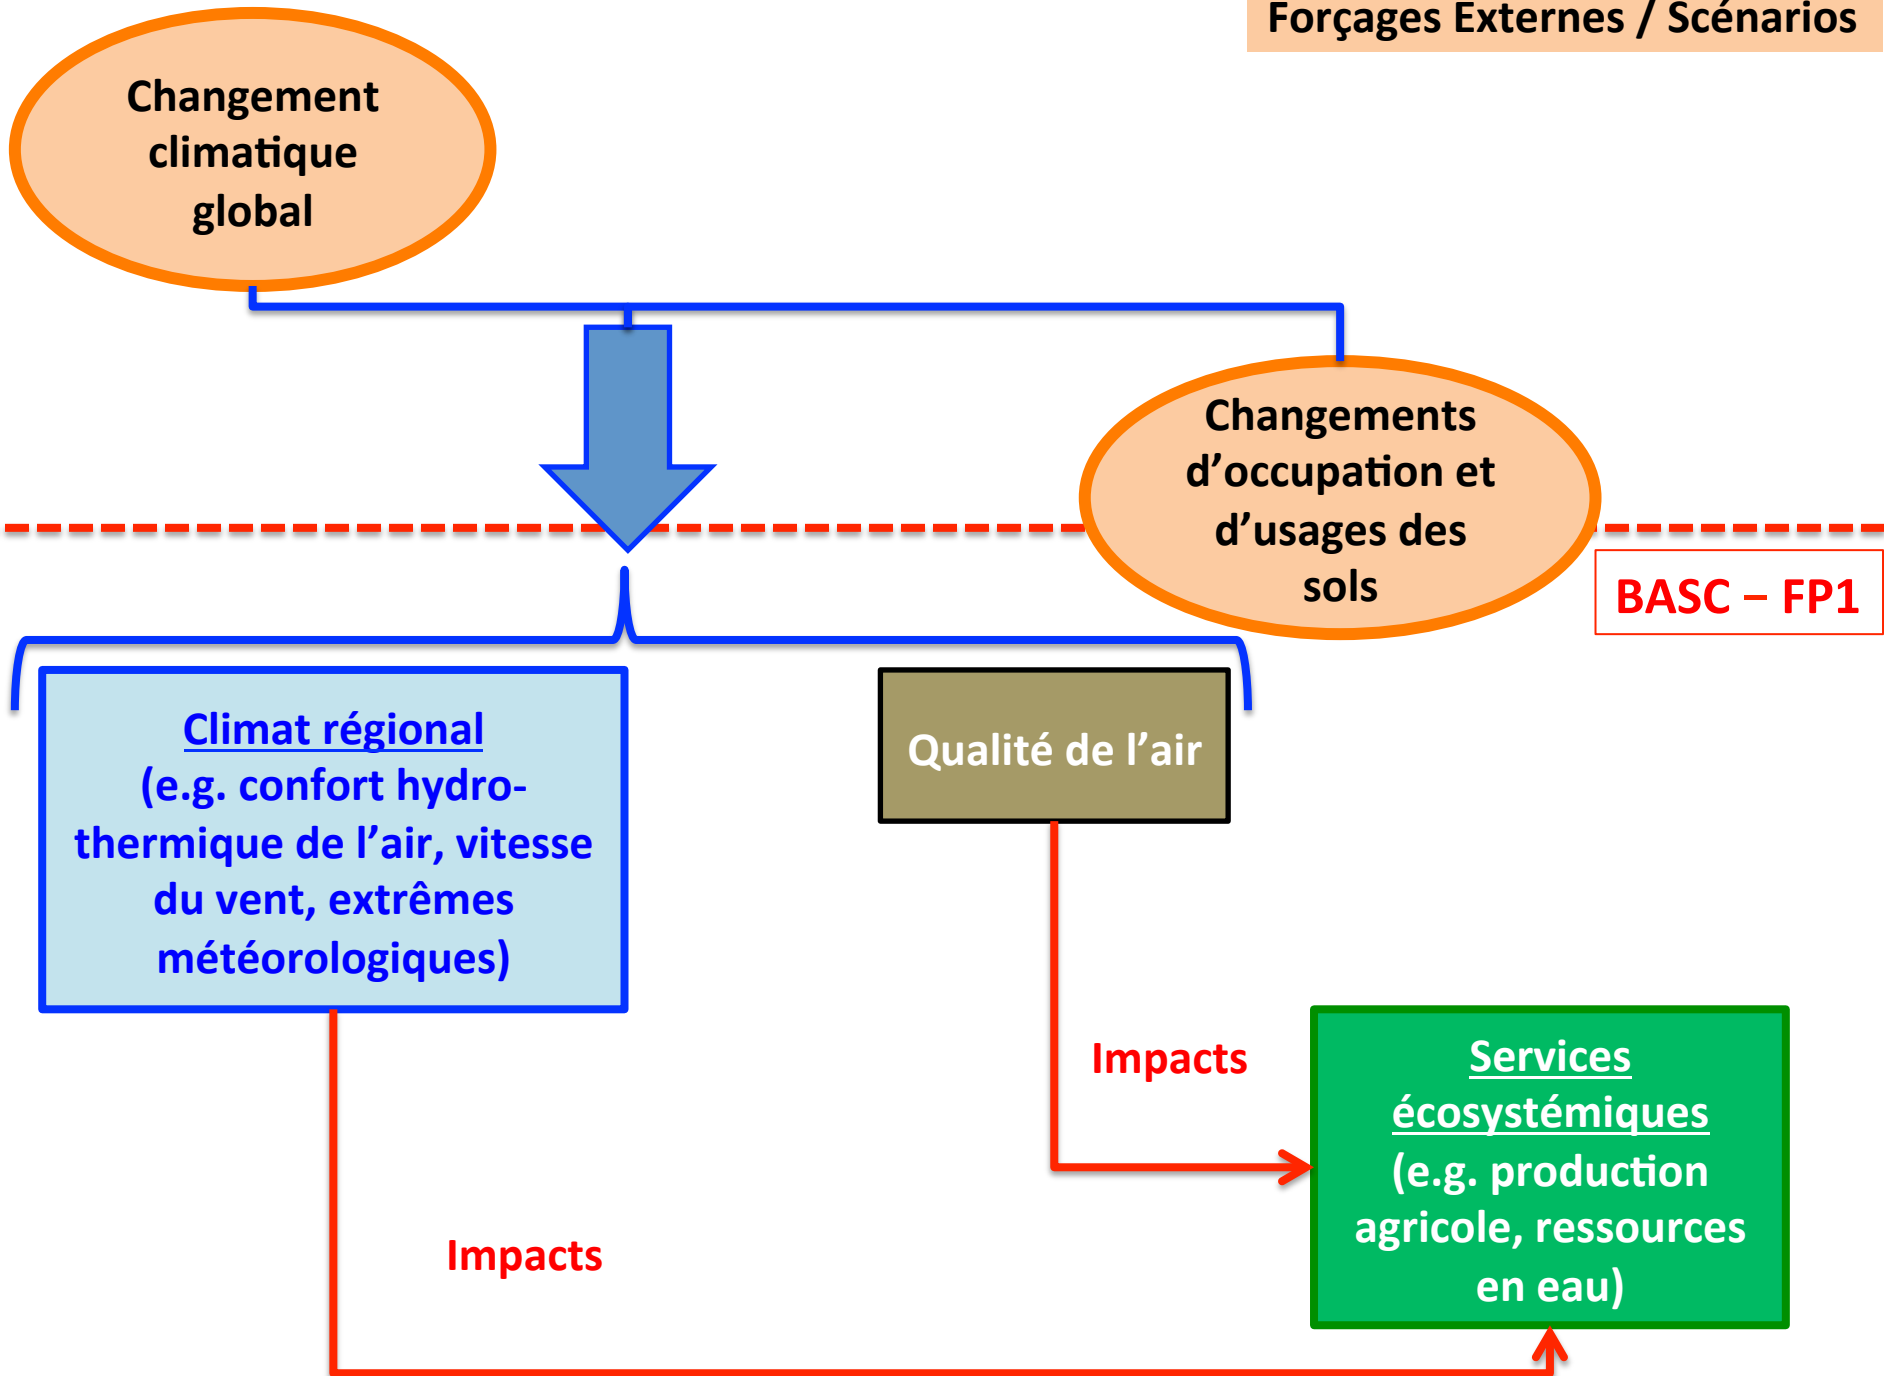 Forçages Externes / Scénarios
Changement
climatique
global
Changements
d’occupation et
d’usages des
sols
BASC – FP1
Climat régional
(e.g. confort hydro-
thermique de l’air, vitesse
du vent, extrêmes
météorologiques)
Qualité de l’air
Impacts
Services
écosystémiques
(e.g. production
agricole, ressources
en eau)
Impacts